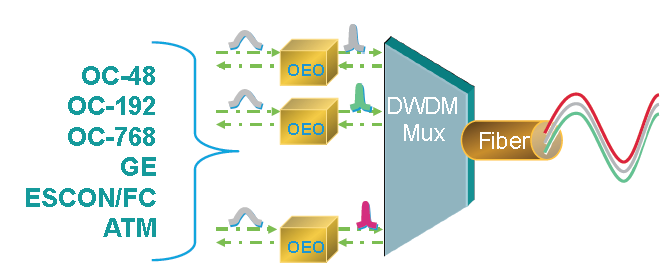 OC-48
OC-192
OC-768
GE
ESCON/FC
ATM
OEO
OEO
OEO
DWDM
Mux
Fiber